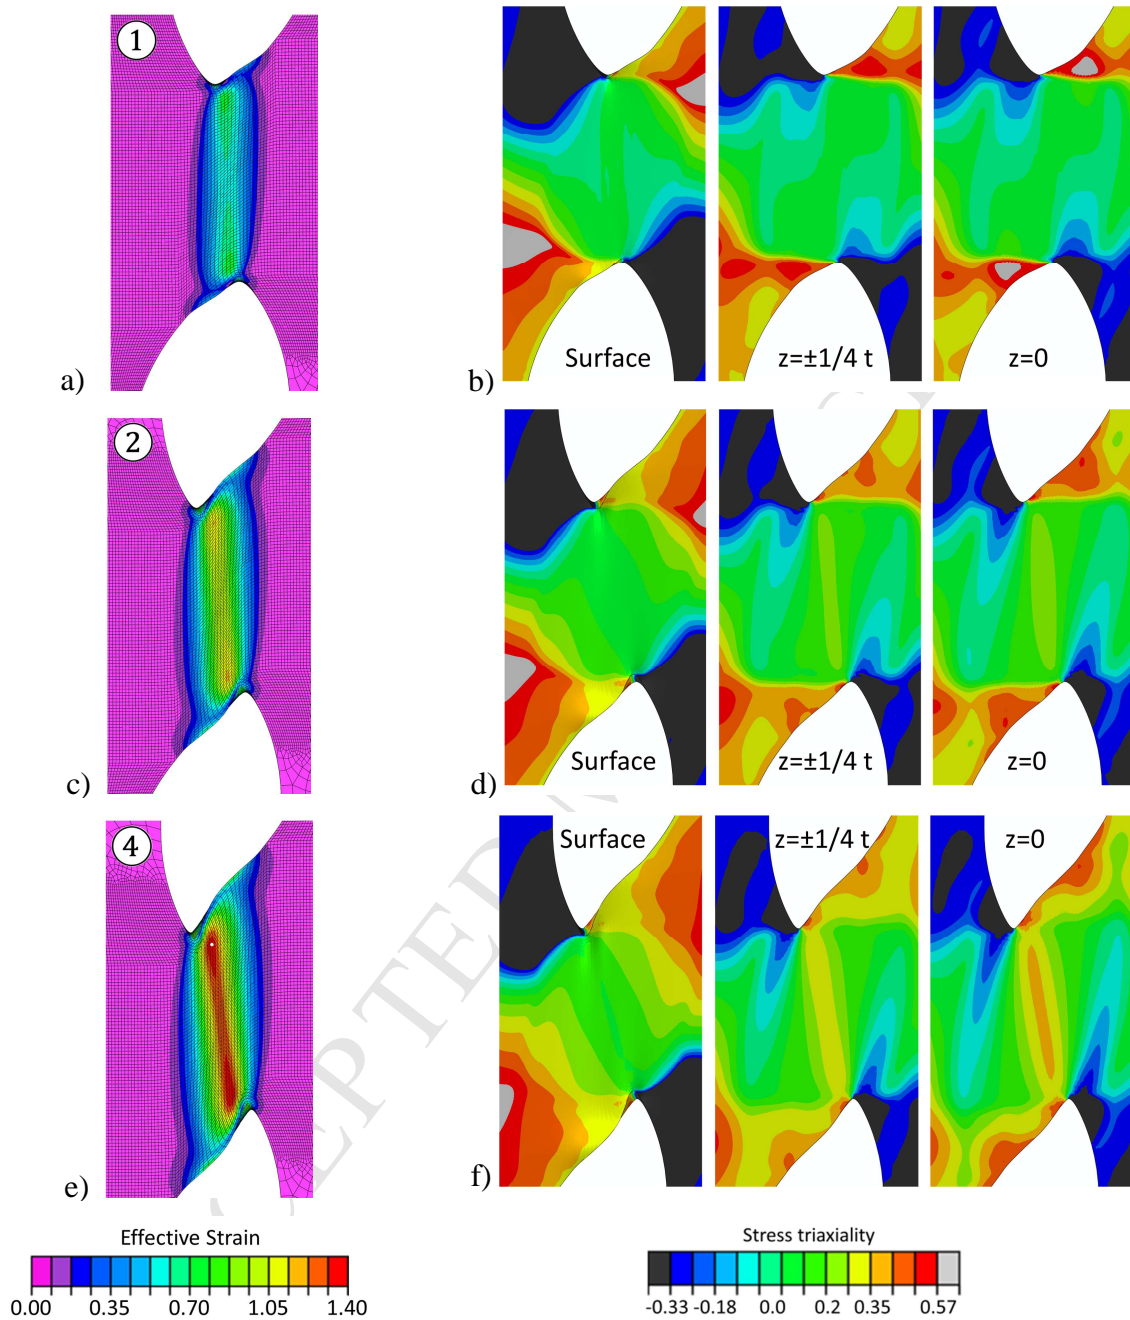 1
a)
b)
Surface
z=±1/4 t
z=0
2
c)
d)
Surface
z=±1/4 t
z=0
4
e)
f)
Surface
z=±1/4 t
z=0
CEPTED
Effective Strain
0.00 0.35 0.70 1.05 1.40
Stress triaxiality
-0.33 -0.18 0.0 0.2 0.35 0.57